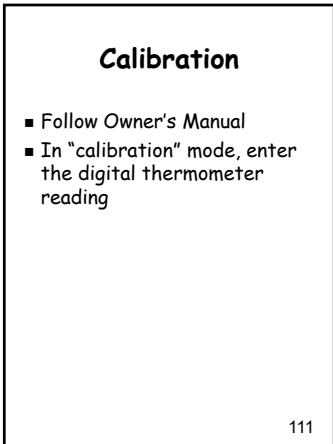 Calibration
■ Follow Owner's Manual
■ In “calibration” mode, enter
the digital thermometer
reading
111